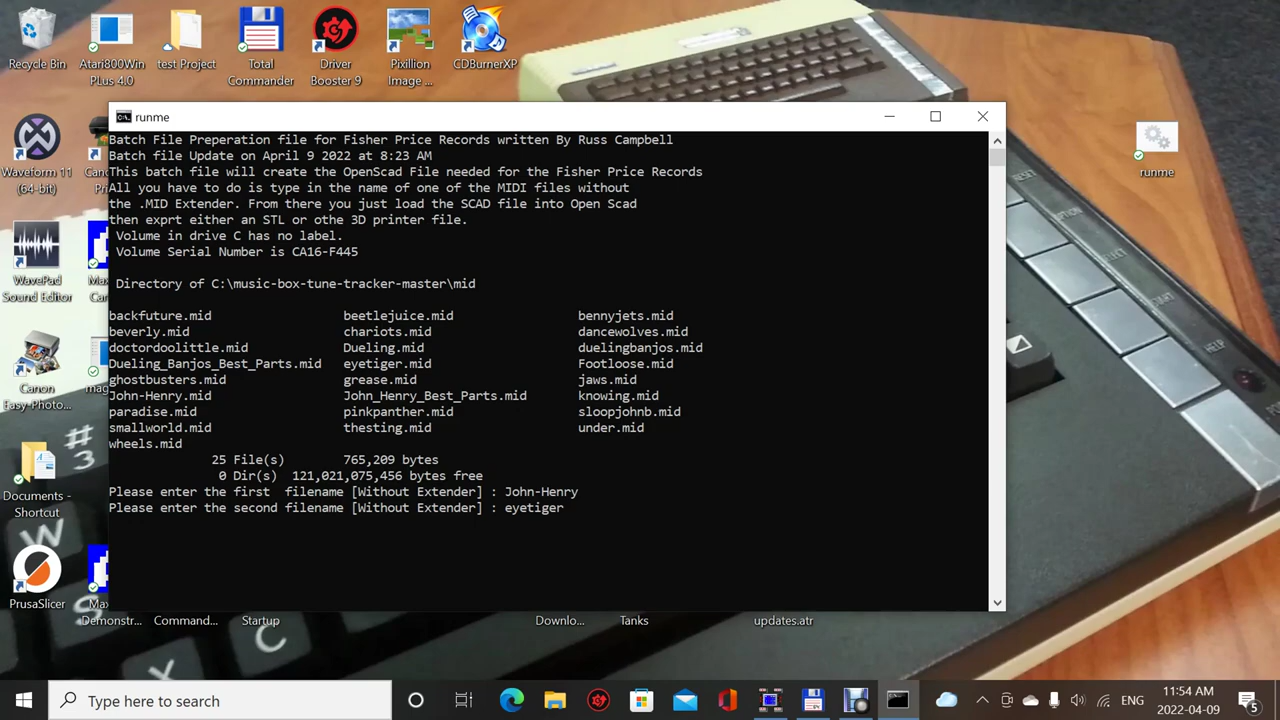 Recycle Bin
Atari800Win
PLus 4.0
test Project
Total
Commander
Driver
Booster 9
Pixillion
Image ...
CDBurnerXP
runme
Batch File Preperation file for Fisher Price Records written By Russ Campbell
Batch file Update on April 9 2022 at 8:23 AM
This batch file will create the OpenScad File needed for the Fisher Price Records
All you have to do is type in the name of one of the MIDI files without
the .MID Extender. From there you just load the SCAD file into Open Scad
then exprt either an STL or othe 3D printer file.
Volume in drive C has no label.
Volume Serial Number is CA16-F445
Directory of C:\music-box-tune-tracker-master\mid
backfuture.mid beetlejuice.mid bennyjets.mid
beverly.mid chariots.mid dancewolves.mid
doctordoolittle.mid Dueling.mid duelingbanjos.mid
Dueling_Banjos_Best_Parts.mid eyetiger.mid Footloose.mid
ghostbusters.mid grease.mid jaws.mid
John-Henry.mid John_Henry_Best_Parts.mid knowing.mid
paradise.mid pinkpanther.mid sloopjohnb.mid
smallworld.mid thesting.mid under.mid
wheels.mid
25 File(s) 765,209 bytes
0 Dir(s) 121,021,075,456 bytes free
Please enter the first filename [Without Extender] : John-Henry
Please enter the second filename [Without Extender] : eyetiger
Waveform 11
(64-bit)
WavePad
Sound Editor
Canon
Easy-Photo...
Documents -
Shortcut
PrusaSlicer
Demonstr...
Command...
Startup
Downlo...
Tanks
updates.atr
runme
RESET
OPTION
SELECT
START
HELP
#
3
W
S
X
C
Type here to search
ENG
11:54 AM
2022-04-09
5